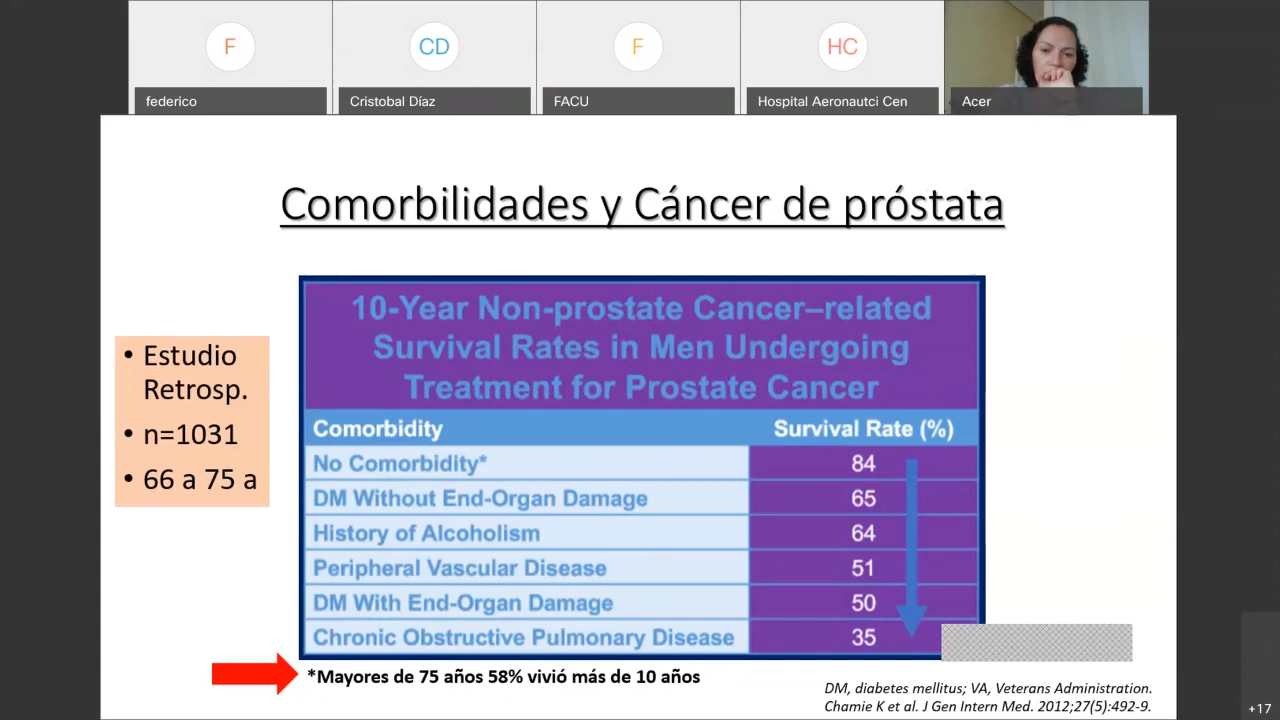 F
CD
F
HC
federico
Cristobal Díaz
FACU
Hospital Aeronautci Cen
Acer
Comorbilidades y Cáncer de próstata
• Estudio
Retrosp.
• n=1031
• 66 a 75 a
10-Year Non-prostate Cancer–related
Survival Rates in Men Undergoing
Treatment for Prostate Cancer
Comorbidity Survival Rate (%)
No Comorbidity* 84
DM Without End-Organ Damage 65
History of Alcoholism 64
Peripheral Vascular Disease 51
DM With End-Organ Damage 50
Chronic Obstructive Pulmonary Disease 35
*Mayores de 75 años 58% vivió más de 10 años
DM, diabetes mellitus; VA, Veterans Administration.
Chamie K et al. J Gen Intern Med. 2012;27(5):492-9.
+17